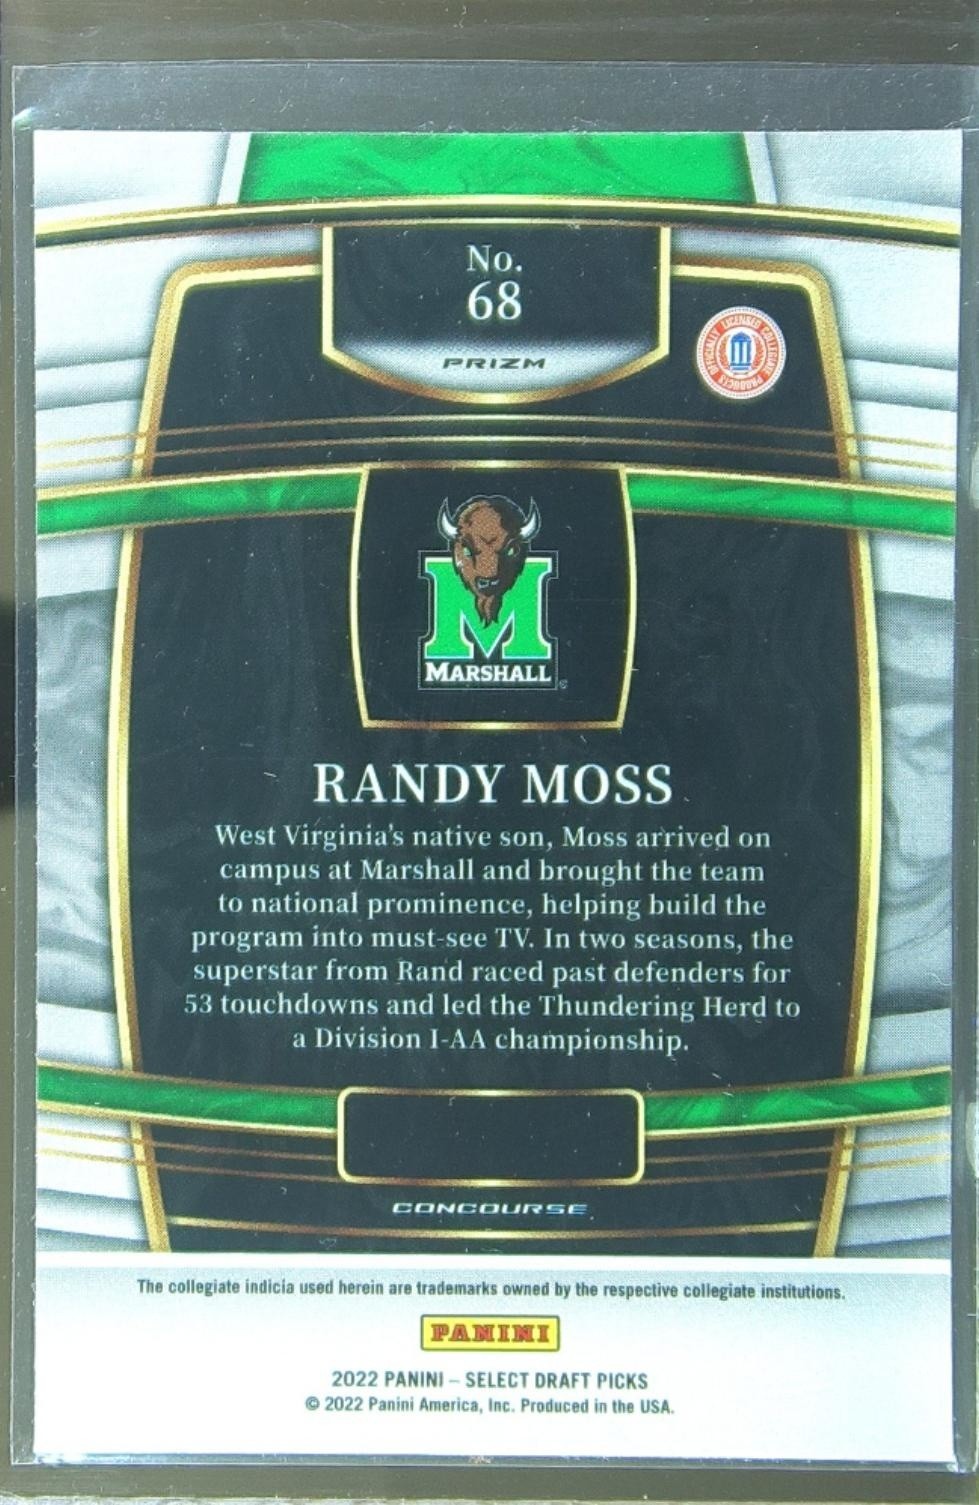 No.
68
PRIZM
OFFICIALLY LICENSED COLLEGIATE PRODUCTS
MARSHALL
RANDY MOSS
West Virginia's native son, Moss arrived on
campus at Marshall and brought the team
to national prominence, helping build the
program into must-see TV. In two seasons, the
superstar from Rand raced past defenders for
53 touchdowns and led the Thundering Herd to
a Division I-AA championship.
CONCOURSE
The collegiate indicia used herein are trademarks owned by the respective collegiate institutions.
PANINI
2022 PANINI – SELECT DRAFT PICKS
© 2022 Panini America, Inc. Produced in the USA.